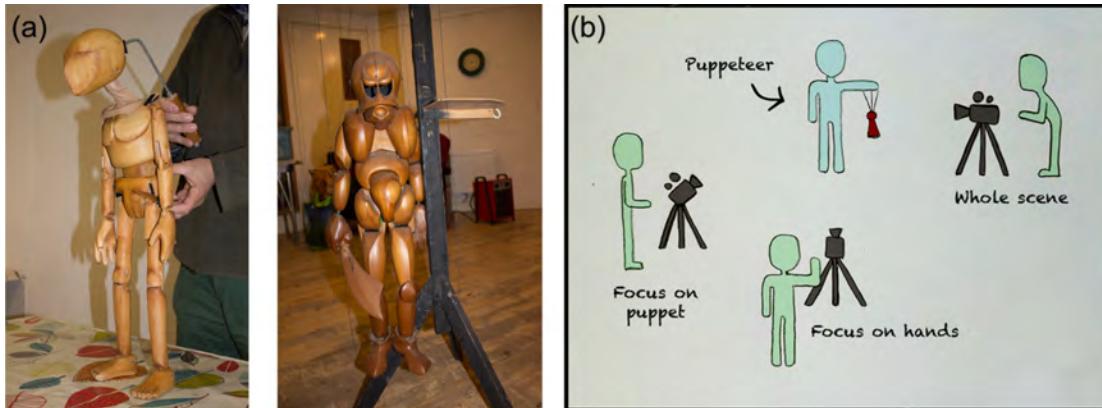 (a)
(b)
Puppeteer
Whole scene
Focus on
puppet
Focus on hands